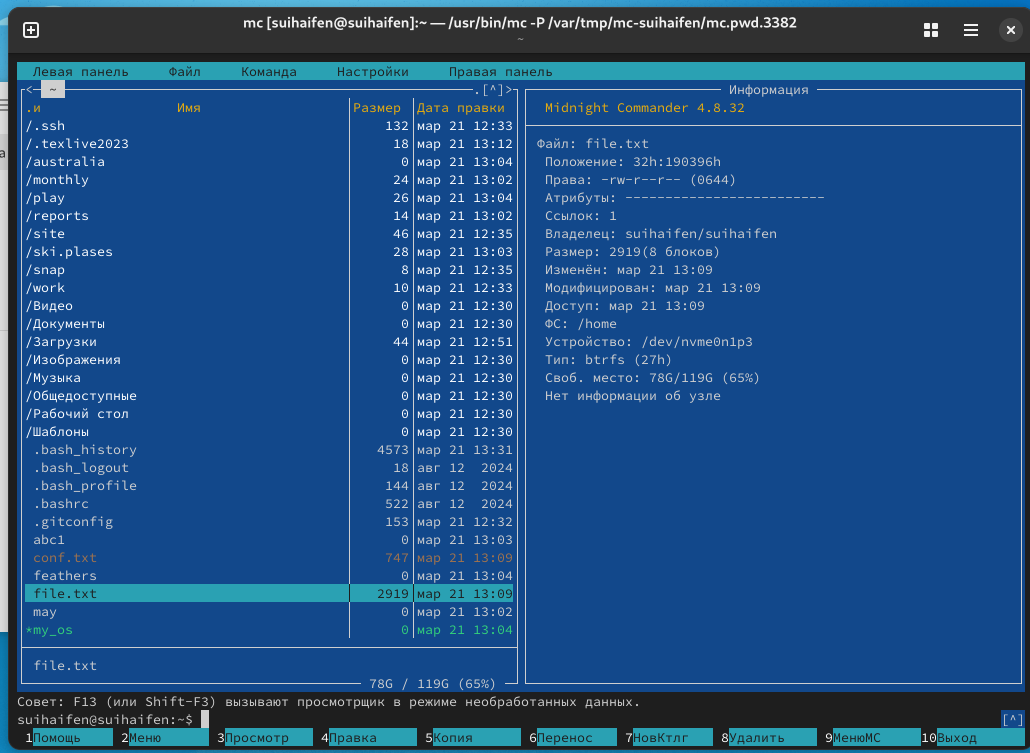 mc [suihaifen@suihaifen]:~ — /usr/bin/mc -P /var/tmp/mc-suihaifen/mc.pwd.3382
~
Левая панель Файл Команда Настройки Правая панель
<- ~ .[^]>
.и Имя Размер Дата правки
/.ssh 132 мар 21 12:33
/.texlive2023 18 мар 21 13:12
/australia 0 мар 21 13:04
/monthly 24 мар 21 13:02
/play 26 мар 21 13:04
/reports 14 мар 21 13:02
/site 46 мар 21 12:35
/ski.plases 28 мар 21 13:03
/snap 8 мар 21 12:35
/work 10 мар 21 12:33
/Видео 0 мар 21 12:30
/Документы 0 мар 21 12:30
/Загрузки 44 мар 21 12:51
/Изображения 0 мар 21 12:30
/Музыка 0 мар 21 12:30
/Общедоступные 0 мар 21 12:30
/Рабочий стол 0 мар 21 12:30
/Шаблоны 0 мар 21 12:30
.bash_history 4573 мар 21 13:31
.bash_logout 18 авг 12 2024
.bash_profile 144 авг 12 2024
.bashrc 522 авг 12 2024
.gitconfig 153 мар 21 12:32
abc1 0 мар 21 13:03
conf.txt 747 мар 21 13:09
feathers 0 мар 21 13:04
file.txt 2919 мар 21 13:09
may 0 мар 21 13:02
*my_os 0 мар 21 13:04
file.txt
78G / 119G (65%)
Информация
Midnight Commander 4.8.32
Файл: file.txt
Положение: 32h:190396h
Права: -rw-r--r-- (0644)
Атрибуты: -------------------------
Ссылок: 1
Владелец: suihaifen/suihaifen
Размер: 2919(8 блоков)
Изменён: мар 21 13:09
Модифицирован: мар 21 13:09
Доступ: мар 21 13:09
ФС: /home
Устройство: /dev/nvme0n1p3
Тип: btrfs (27h)
Своб. место: 78G/119G (65%)
Нет информации об узле
Совет: F13 (или Shift-F3) вызывают просмотрщик в режиме необработанных данных.
suihaifen@suihaifen:~$ [^]
1Помощь 2Меню 3Просмотр 4Правка 5Копия 6Перенос 7НовКтлг 8Удалить 9МенюMC 10Выход